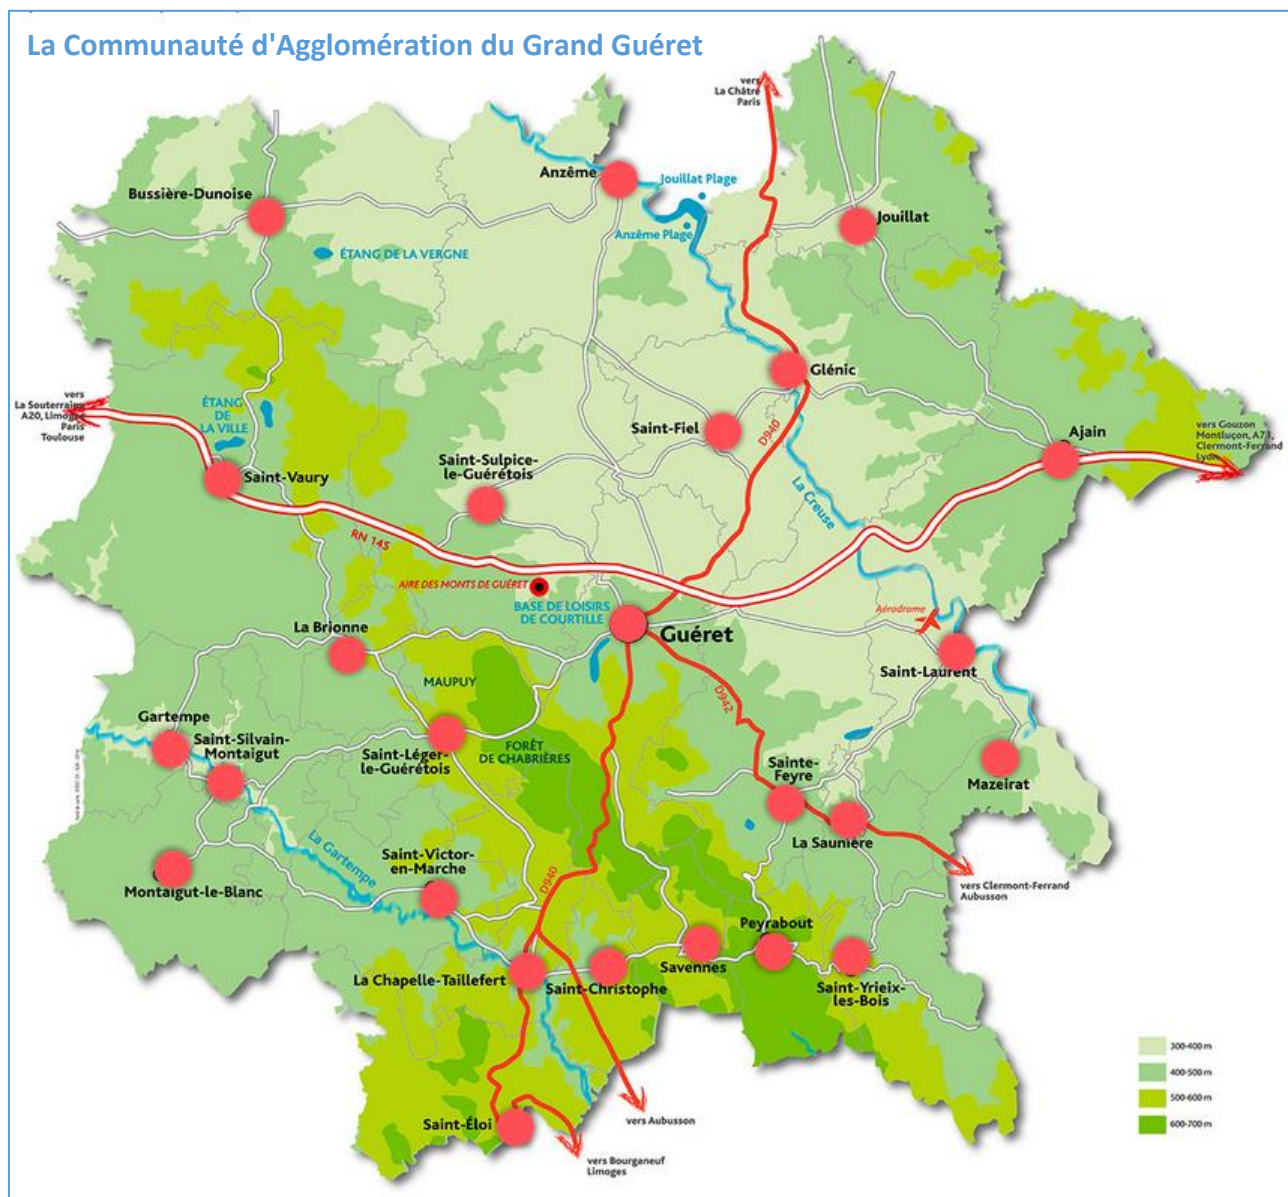 La Communauté d'Agglomération du Grand Guéret
vers
La Châtre
Paris
Anzême
Jouillat Plage
Bussière-Dunoise
Jouillat
Anzême Plage
ÉTANG DE LA VERGNE
Glénic
vers
La Souterraine
A20, Limoges
Paris
Toulouse
ÉTANG
DE
LA VILLE
Saint-Fiel
D940
Ajain
vers Gouzon
Montluçon, A71,
Clermont-Ferrand
Lyon
Saint-Sulpice-
le-Guérétois
Saint-Vaury
La Creuse
RN 145
AIRE DES MONTS DE GUÉRET
BASE DE LOISIRS
DE COURTILLE
Aérodrome
La Brionne
Guéret
Saint-Laurent
MAUPUY
D942
Gartempe
Saint-Silvain-
Montaigut
Saint-Léger-
le-Guérétois
FORÊT
DE CHABRIÈRES
Sainte-
Feyre
Mazeirat
La Saunière
La Gartempe
Saint-Victor-
en-Marche
D940
Montaigut-le-Blanc
vers Clermont-Ferrand
Aubusson
Peyrabout
Savennes
La Chapelle-Taillefert
Saint-Christophe
Saint-Yrieix-
les-Bois
300-400 m
400-500 m
500-600 m
600-700 m
Saint-Éloi
vers Aubusson
vers Bourganeuf
Limoges